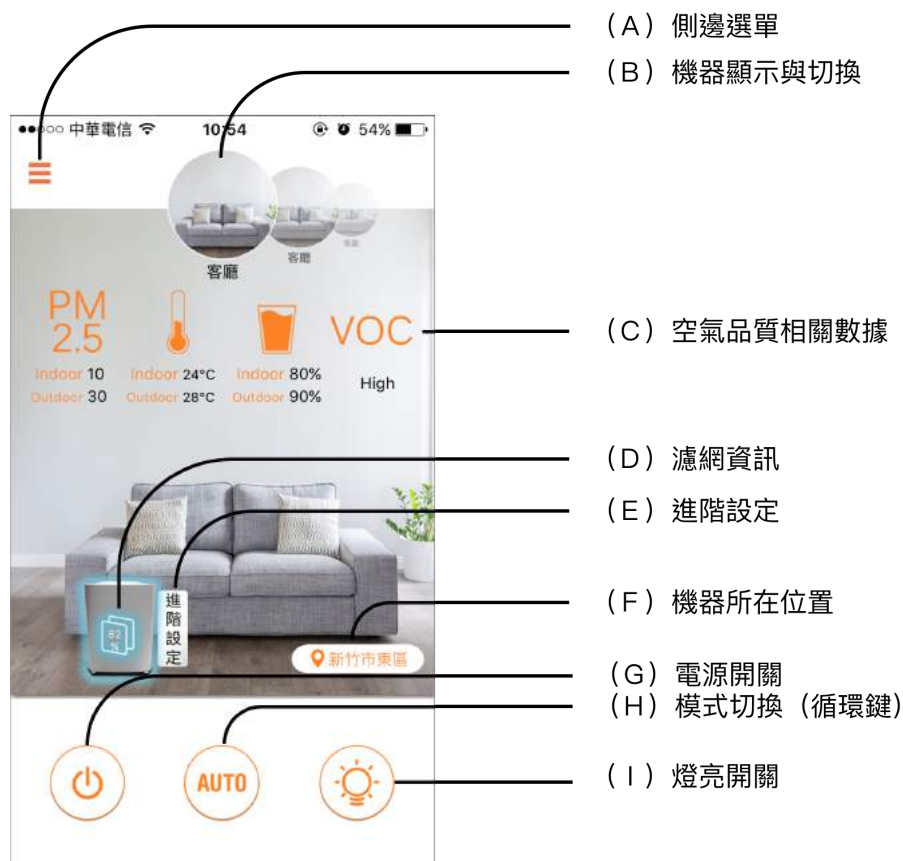 （A）側邊選單
（B）機器顯示與切換
中華電信 10:54 54%
客廳
客廳
PM
2.5
VOC
（C）空氣品質相關數據
Indoor 10 Indoor 24°C Indoor 80%
High
Outdoor 30 Outdoor 28°C Outdoor 90%
（D）濾網資訊
（E）進階設定
進階設定
82
%
（F）機器所在位置
新竹市東區
（G）電源開關
（H）模式切換（循環鍵）
AUTO
（I）燈亮開關